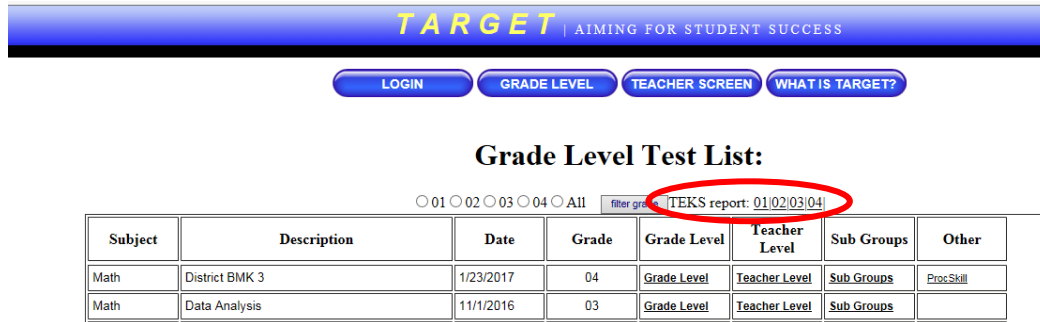 TARGET | AIMING FOR STUDENT SUCCESS
LOGIN GRADE LEVEL TEACHER SCREEN WHAT IS TARGET?
Grade Level Test List:
01 02 03 04 All filter grade TEKS report: 01|02|03|04|
Subject Description Date Grade Grade Level Teacher Level Sub Groups Other
Math District BMK 3 1/23/2017 04 Grade Level Teacher Level Sub Groups ProcSkill
Math Data Analysis 11/1/2016 03 Grade Level Teacher Level Sub Groups